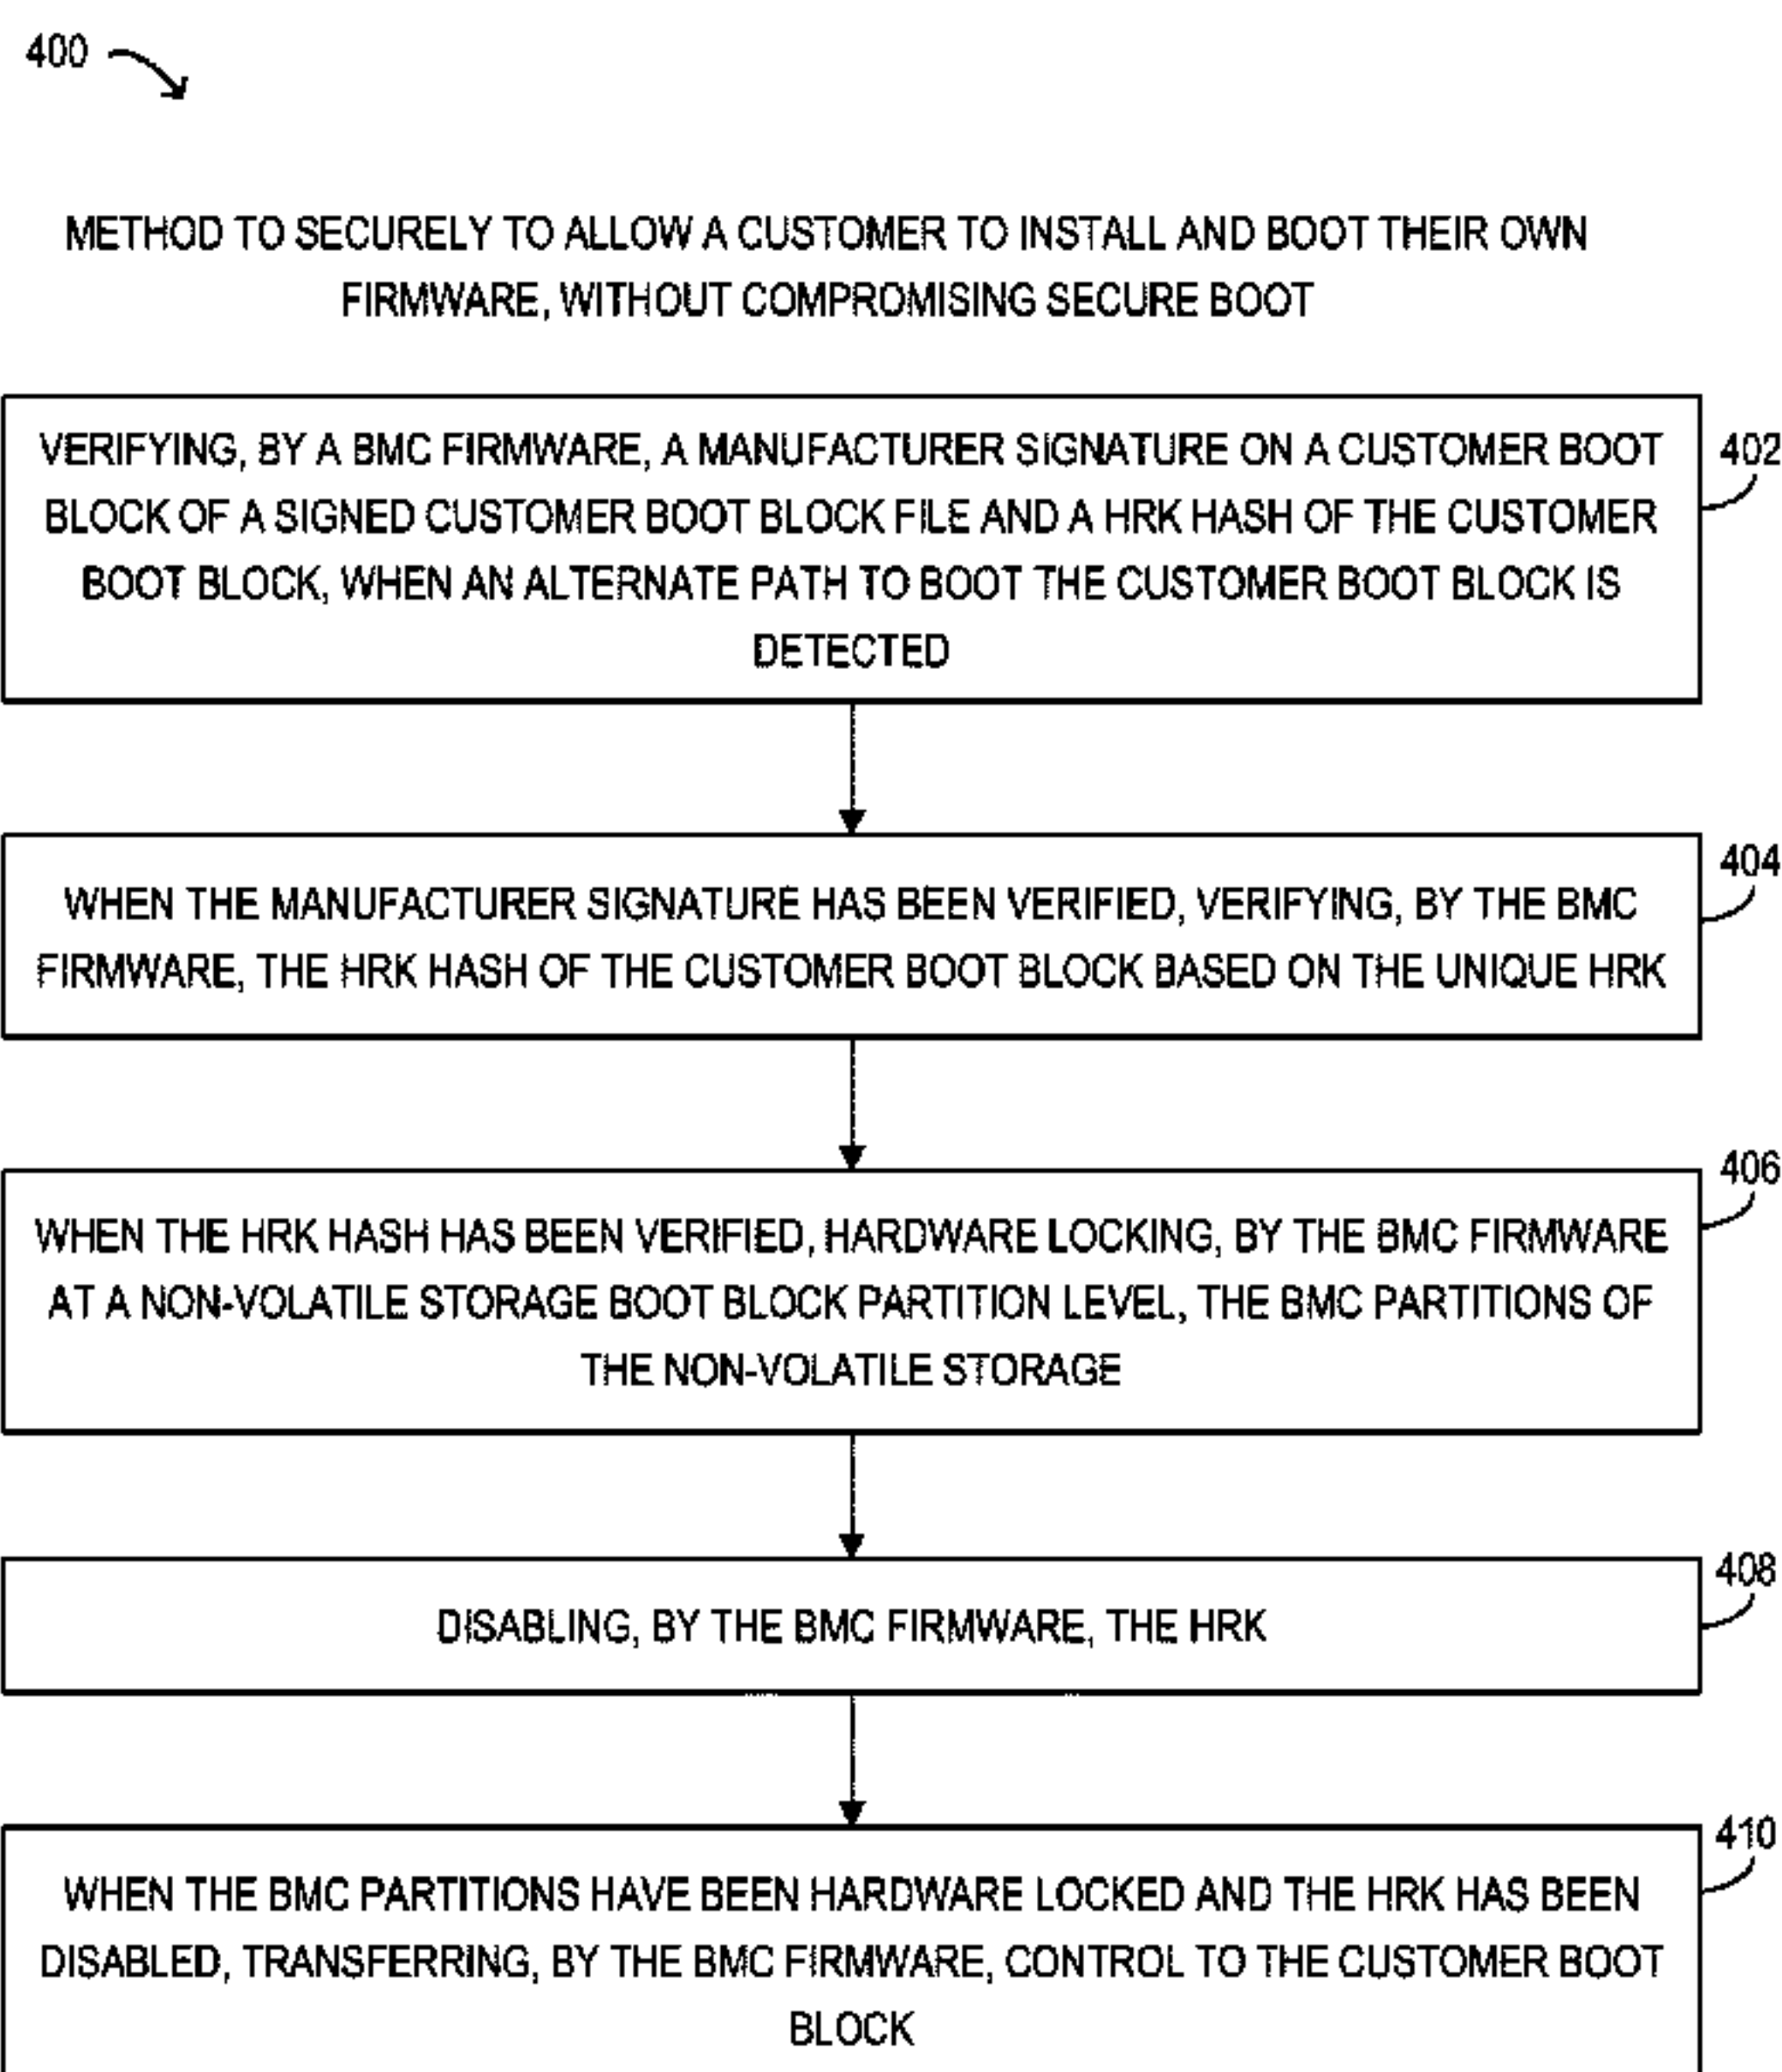 400
METHOD TO SECURELY TO ALLOW A CUSTOMER TO INSTALL AND BOOT THEIR OWN
FIRMWARE, WITHOUT COMPROMISING SECURE BOOT
VERIFYING, BY A BMC FIRMWARE, A MANUFACTURER SIGNATURE ON A CUSTOMER BOOT
BLOCK OF A SIGNED CUSTOMER BOOT BLOCK FILE AND A HRK HASH OF THE CUSTOMER
BOOT BLOCK, WHEN AN ALTERNATE PATH TO BOOT THE CUSTOMER BOOT BLOCK IS
DETECTED
402
WHEN THE MANUFACTURER SIGNATURE HAS BEEN VERIFIED, VERIFYING, BY THE BMC
FIRMWARE, THE HRK HASH OF THE CUSTOMER BOOT BLOCK BASED ON THE UNIQUE HRK
404
WHEN THE HRK HASH HAS BEEN VERIFIED, HARDWARE LOCKING, BY THE BMC FIRMWARE
AT A NON-VOLATILE STORAGE BOOT BLOCK PARTITION LEVEL, THE BMC PARTITIONS OF
THE NON-VOLATILE STORAGE
406
DISABLING, BY THE BMC FIRMWARE, THE HRK
408
WHEN THE BMC PARTITIONS HAVE BEEN HARDWARE LOCKED AND THE HRK HAS BEEN
DISABLED, TRANSFERRING, BY THE BMC FIRMWARE, CONTROL TO THE CUSTOMER BOOT
BLOCK
410